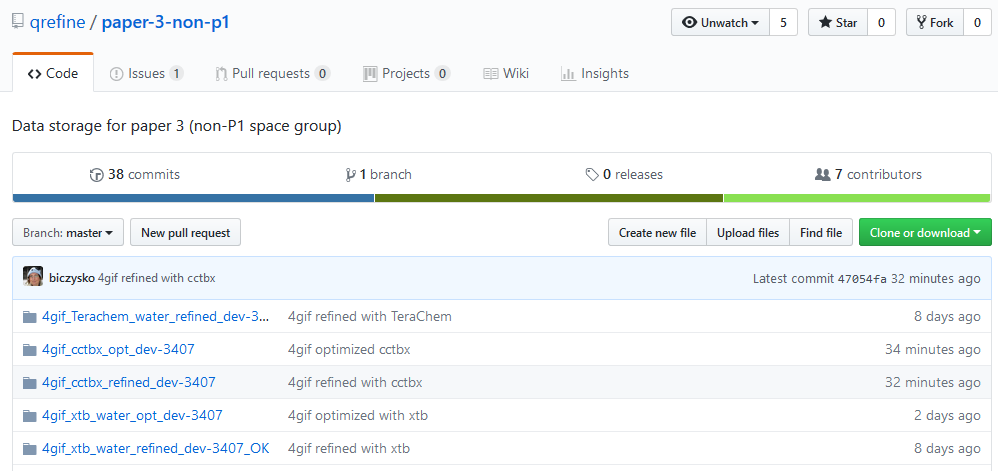 qrefine / paper-3-non-p1
Unwatch 5 Star 0 Fork 0
Code Issues 1 Pull requests 0 Projects 0 Wiki Insights
Data storage for paper 3 (non-P1 space group)
38 commits 1 branch 0 releases 7 contributors
Branch: master New pull request Create new file Upload files Find file Clone or download
biczysko 4gif refined with cctbx Latest commit 47054fa 32 minutes ago
4gif_Terachem_water_refined_dev-3... 4gif refined with TeraChem 8 days ago
4gif_cctbx_opt_dev-3407 4gif optimized cctbx 34 minutes ago
4gif_cctbx_refined_dev-3407 4gif refined with cctbx 32 minutes ago
4gif_xtb_water_opt_dev-3407 4gif optimized with xtb 2 days ago
4gif_xtb_water_refined_dev-3407_OK 4gif refined with xtb 8 days ago